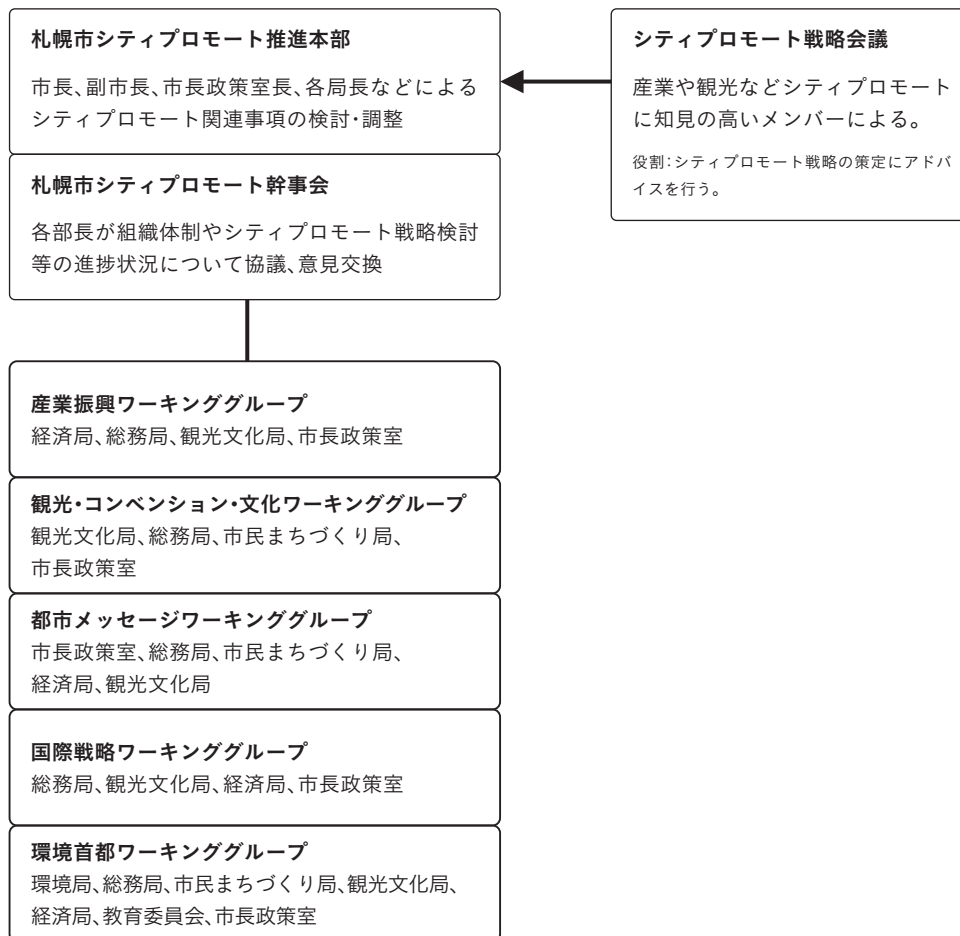 札幌市シティプロモート推進本部
市長、副市長、市長政策室長、各局長などによる
シティプロモート関連事項の検討・調整
札幌市シティプロモート幹事会
各部長が組織体制やシティプロモート戦略検討
等の進捗状況について協議、意見交換
シティプロモート戦略会議
産業や観光などシティプロモート
に知見の高いメンバーによる。
役割：シティプロモート戦略の策定にアドバ
イスを行う。
産業振興ワーキンググループ
経済局、総務局、観光文化局、市長政策室
観光・コンベンション・文化ワーキンググループ
観光文化局、総務局、市民まちづくり局、
市長政策室
都市メッセージワーキンググループ
市長政策室、総務局、市民まちづくり局、
経済局、観光文化局
国際戦略ワーキンググループ
総務局、観光文化局、経済局、市長政策室
環境首都ワーキンググループ
環境局、総務局、市民まちづくり局、観光文化局、
経済局、教育委員会、市長政策室